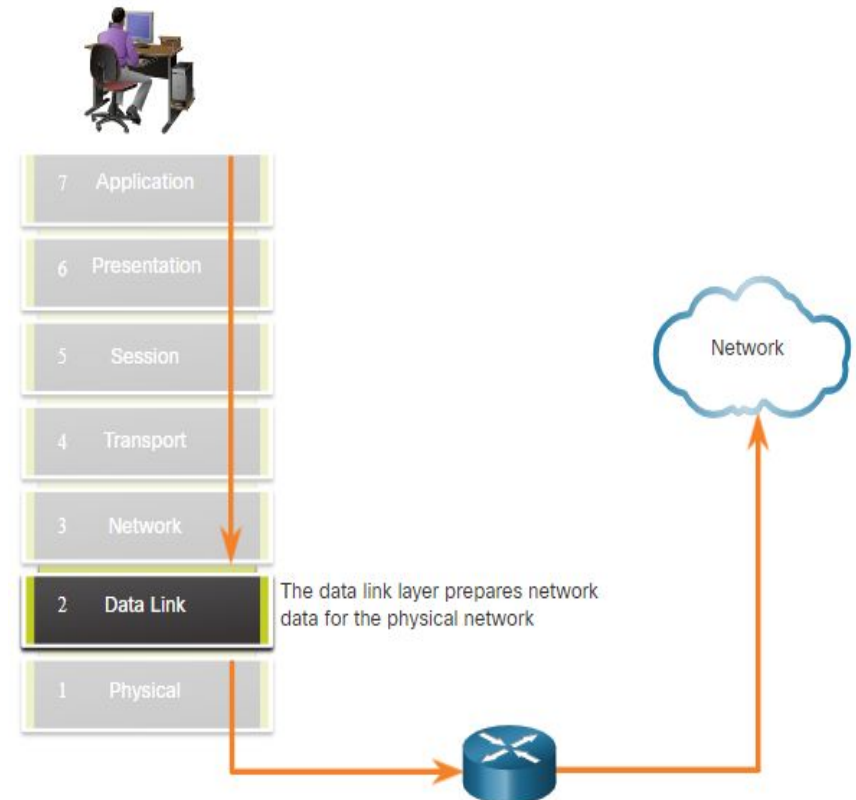 7 Application
6 Presentation
5 Session
4 Transport
3 Network
2 Data Link
The data link layer prepares network
data for the physical network
1 Physical
Network